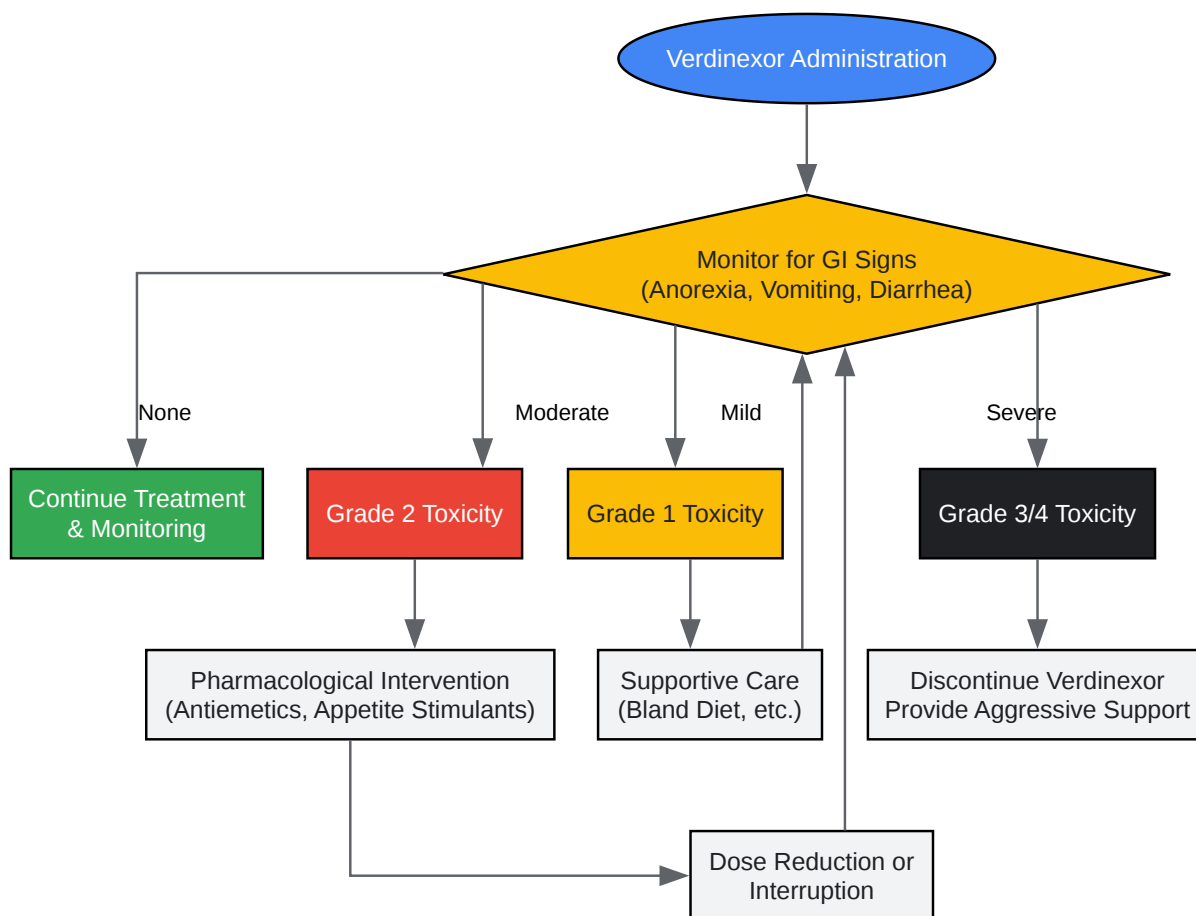 Verdinexor Administration
Monitor for GI Signs
(Anorexia, Vomiting, Diarrhea)
None
Moderate
Mild
Severe
Continue Treatment
& Monitoring
Grade 2 Toxicity
Grade 1 Toxicity
Grade 3/4 Toxicity
Pharmacological Intervention
(Antiemetics, Appetite Stimulants)
Supportive Care
(Bland Diet, etc.)
Discontinue Verdinexor
Provide Aggressive Support
Dose Reduction or
Interruption